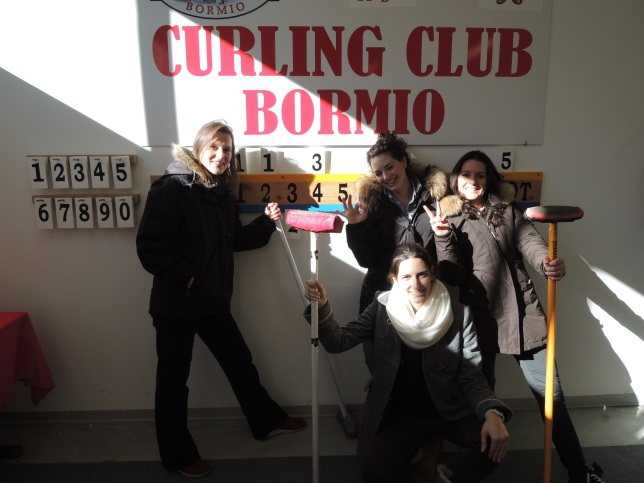 BORMIO
CURLING CLUB
BORMIO
1 3 5
1 2 3 4 5
1 2 3 4 5 OT
6 7 8 9 0